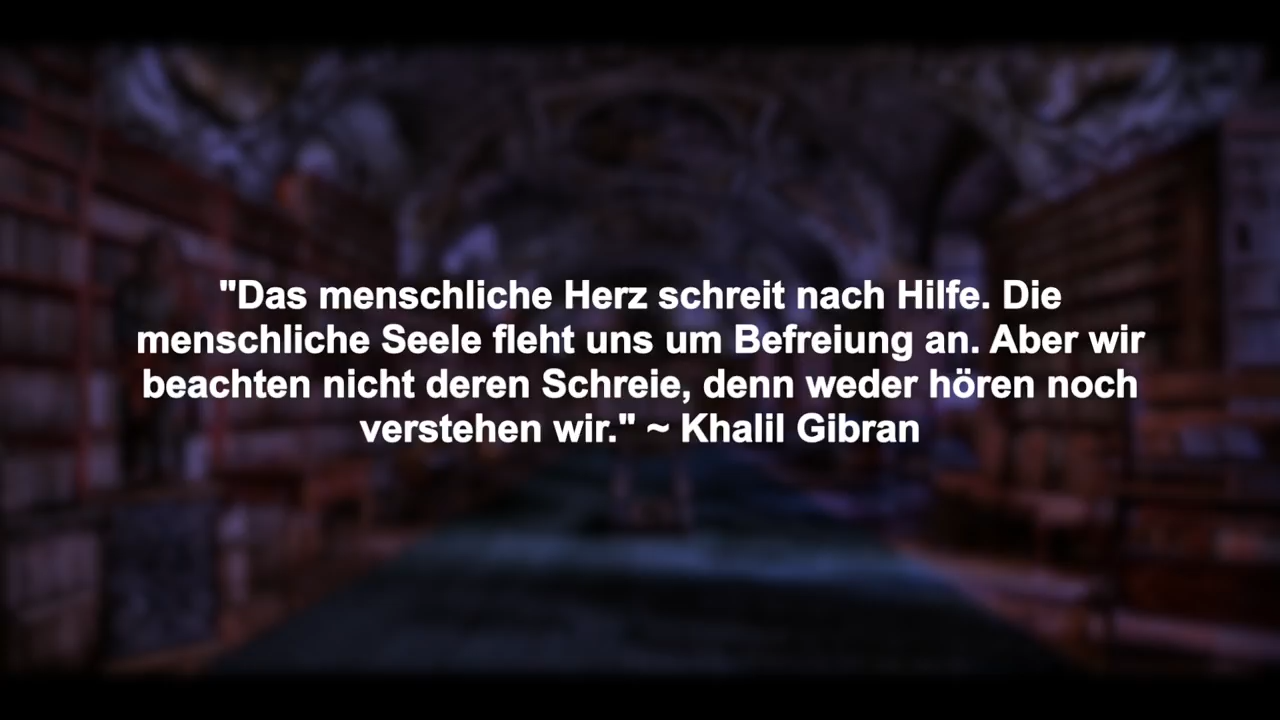 "Das menschliche Herz schreit nach Hilfe. Die
menschliche Seele fleht uns um Befreiung an. Aber wir
beachten nicht deren Schreie, denn weder hören noch
verstehen wir." ~ Khalil Gibran